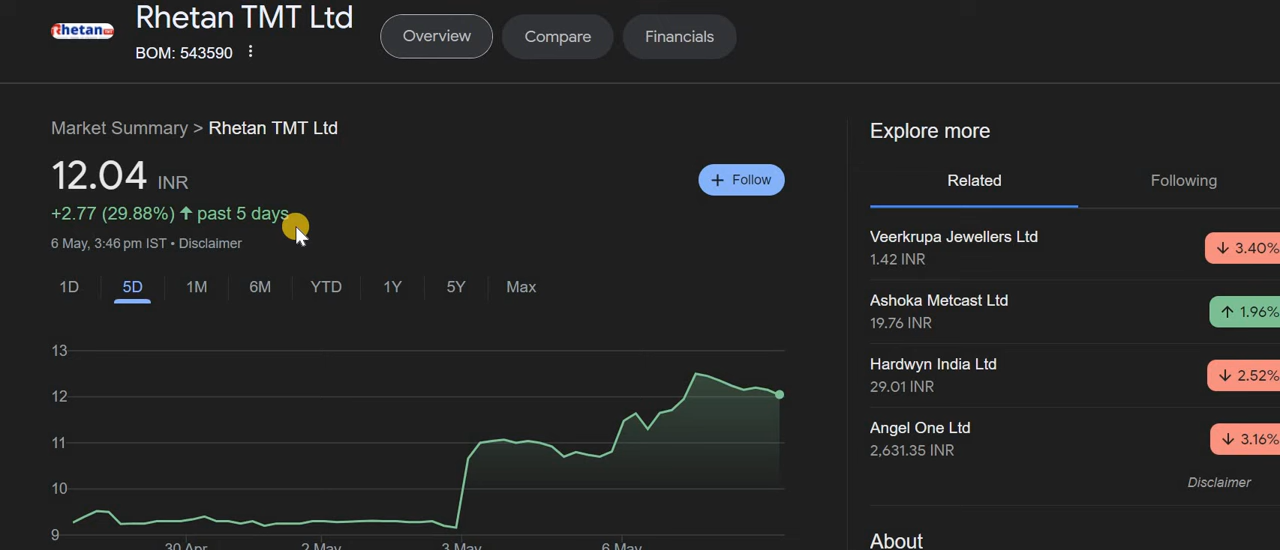 Rhetan TMT Ltd
Rhetan
BOM: 543590
Overview
Compare
Financials
Market Summary > Rhetan TMT Ltd
12.04 INR
+ Follow
+2.77 (29.88%) ↑ past 5 days
6 May, 3:46 pm IST • Disclaimer
1D 5D 1M 6M YTD 1Y 5Y Max
13
12
11
10
9
30 Apr 2 May 3 May 6 May
Explore more
Related Following
Veerkrupa Jewellers Ltd
1.42 INR
↓ 3.40%
Ashoka Metcast Ltd
19.76 INR
↑ 1.96%
Hardwyn India Ltd
29.01 INR
↓ 2.52%
Angel One Ltd
2,631.35 INR
↓ 3.16%
Disclaimer
About